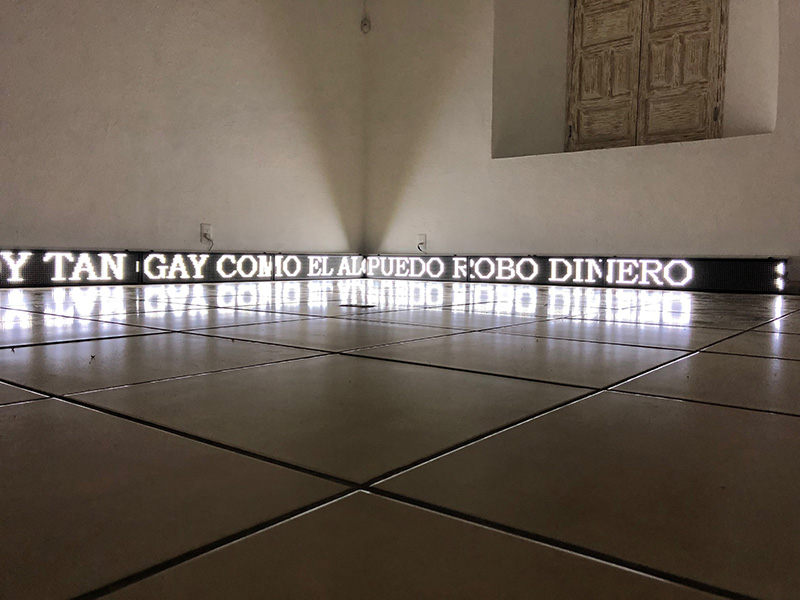 Y TAN GAY COMO EL AL
PUEDO ROBO DINERO